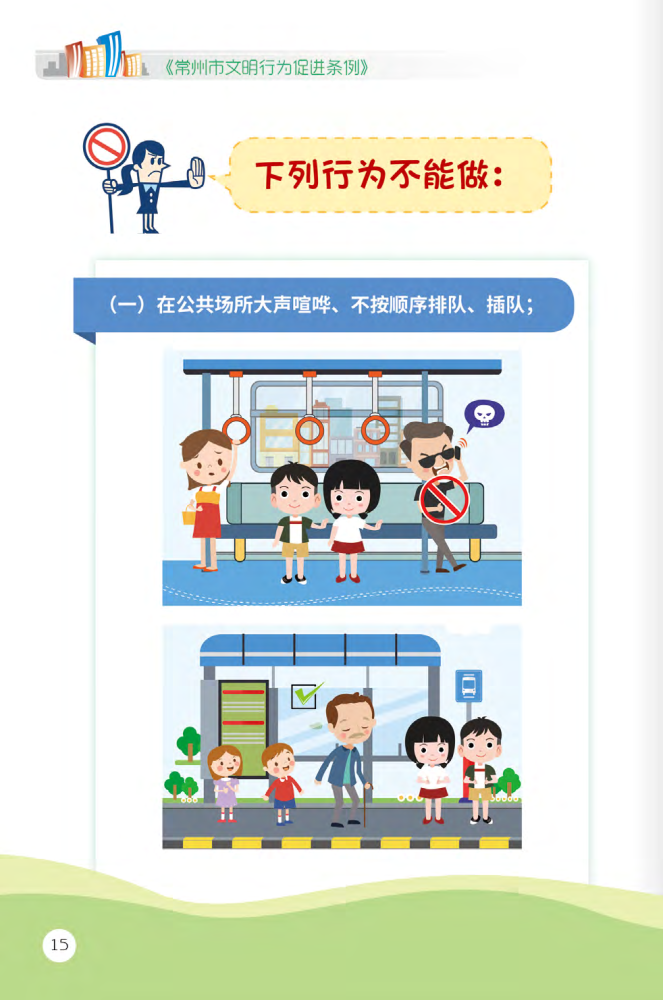 《常州市文明行为促进条例》
下列行为不能做：
（一）在公共场所大声喧哗、不按顺序排队、插队；
15